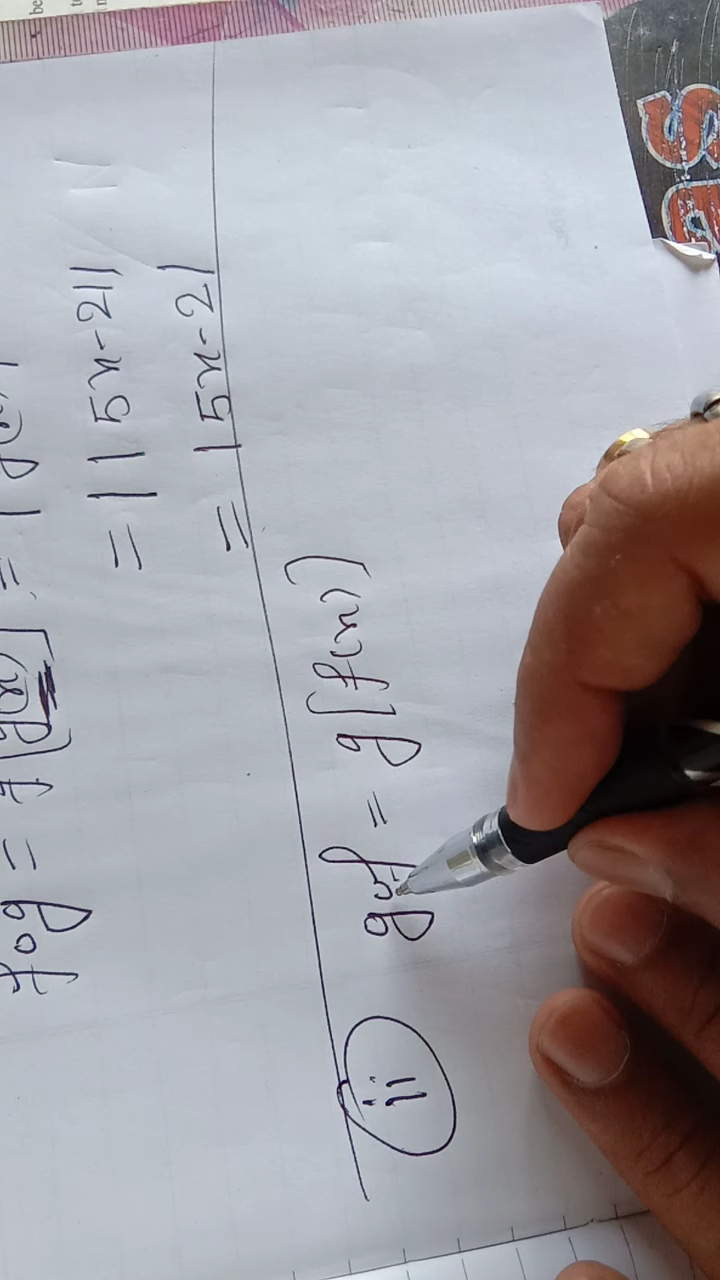 fog = f[g(x)] = |g(x)|
= | | 5x-2 | |
= | 5x-2 |
ii gof = g[f(x)]